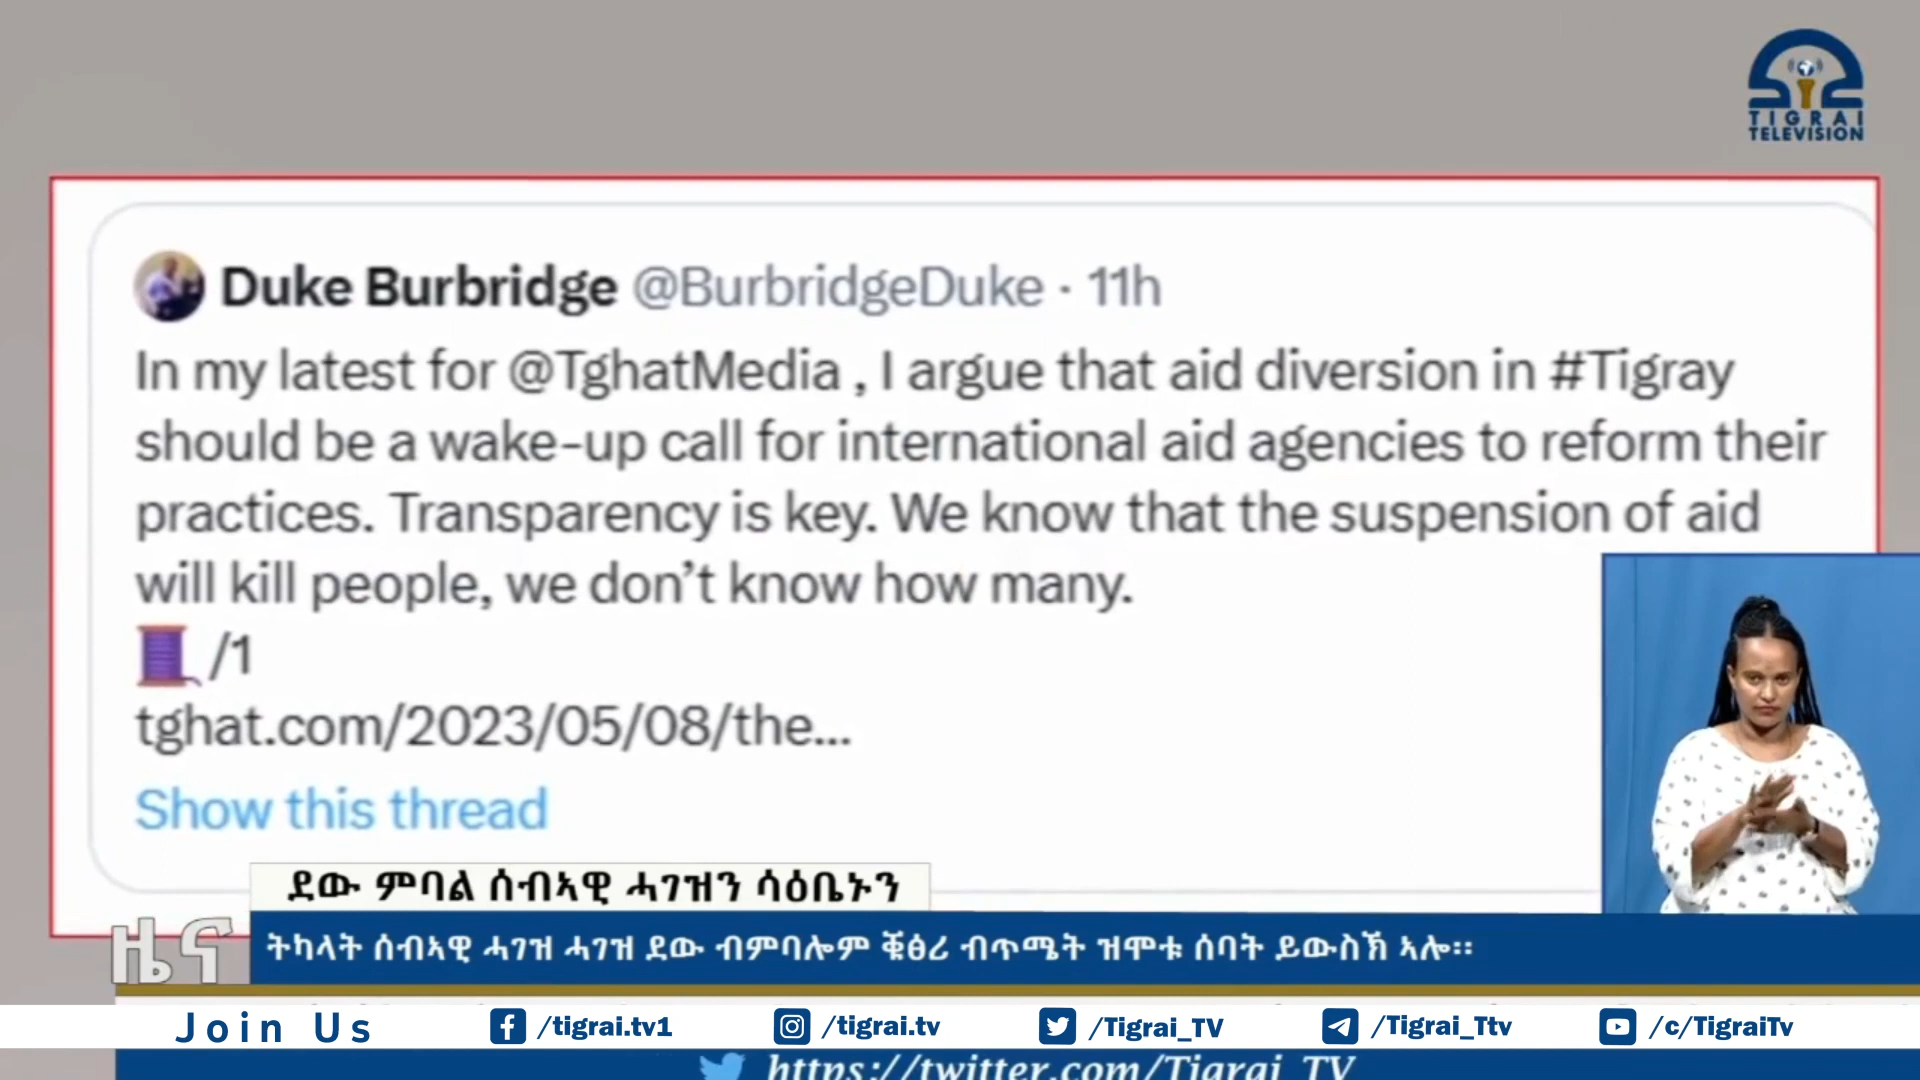 TIGRAI
TELEVISION
Duke Burbridge @BurbridgeDuke · 11h
In my latest for @TghatMedia , I argue that aid diversion in #Tigray
should be a wake-up call for international aid agencies to reform their
practices. Transparency is key. We know that the suspension of aid
will kill people, we don’t know how many.
🧵 /1
tghat.com/2023/05/08/the...
Show this thread
ደው ምባል ሰብኣዊ ሓገዝን ሳዕቤኑን
ዜና
ትካላት ሰብኣዊ ሓገዝ ሓገዝ ደው ብምባሎም ቑፅሪ ብጥሜት ዝሞቱ ሰባት ይውስኽ ኣሎ፡፡
Join Us /tigrai.tv1 /tigrai.tv /Tigrai_TV /Tigrai_Ttv /c/TigraiTv
https://twitter.com/Tigrai_TV